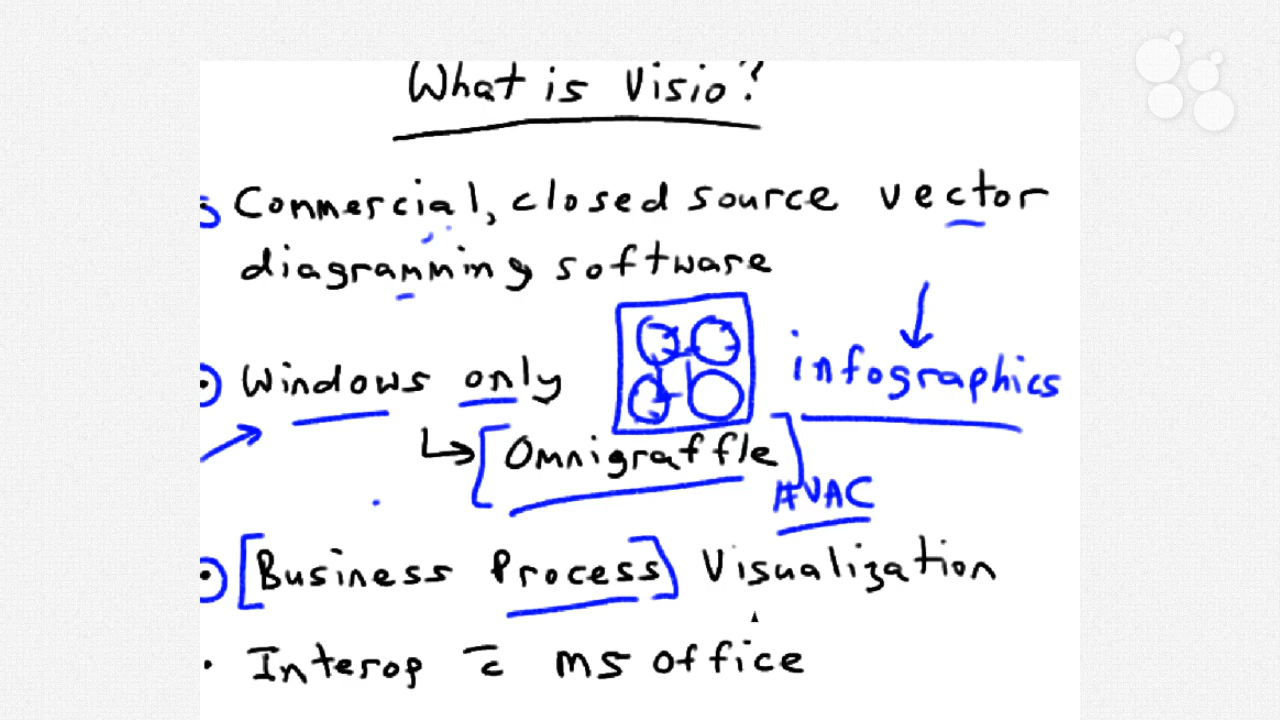 What is Visio?
Commercial, closed source vector
diagramming software
Windows only
infographics
Omnigraffle
HVAC
[Business Process] Visualization
• Interop c̄ MS office